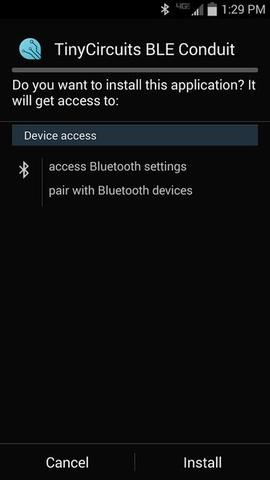 4G LTE 1:29 PM
TinyCircuits BLE Conduit
Do you want to install this application? It
will get access to:
Device access
access Bluetooth settings
pair with Bluetooth devices
Cancel
Install